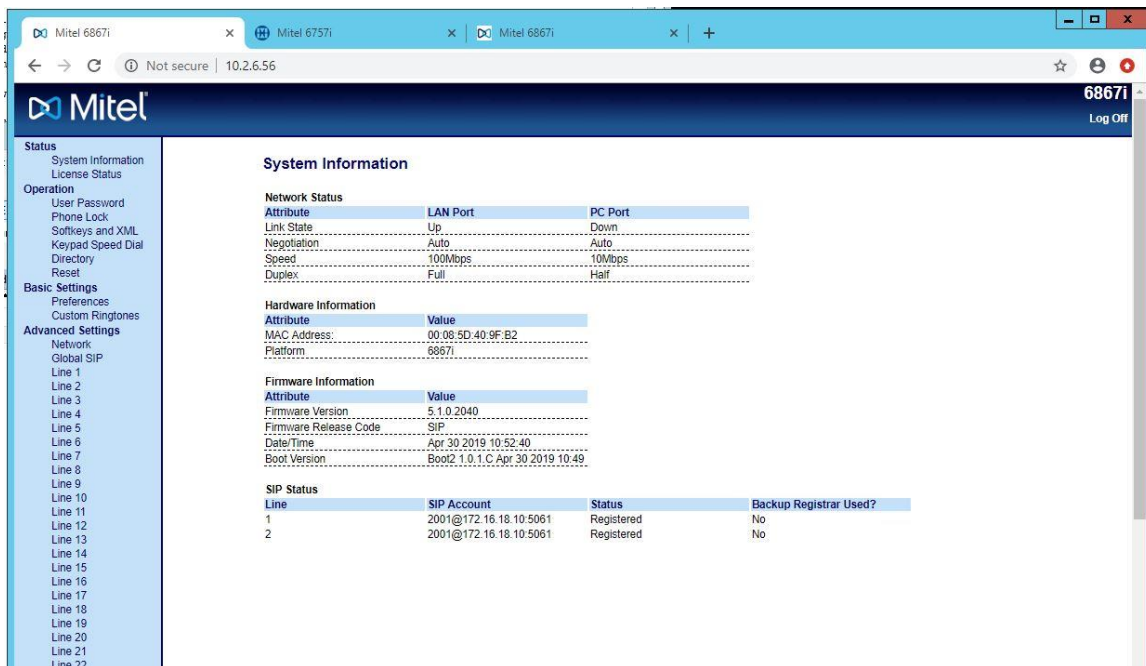 Mitel 6867i
Mitel 6757i
Mitel 6867i
Not secure | 10.2.6.56
Mitel
6867i
Log Off
Status
System Information
License Status
Operation
User Password
Phone Lock
Softkeys and XML
Keypad Speed Dial
Directory
Reset
Basic Settings
Preferences
Custom Ringtones
Advanced Settings
Network
Global SIP
Line 1
Line 2
Line 3
Line 4
Line 5
Line 6
Line 7
Line 8
Line 9
Line 10
Line 11
Line 12
Line 13
Line 14
Line 15
Line 16
Line 17
Line 18
Line 19
Line 20
Line 21
Line 22
System Information
Network Status
Attribute LAN Port PC Port
Link State Up Down
Negotiation Auto Auto
Speed 100Mbps 10Mbps
Duplex Full Half
Hardware Information
Attribute Value
MAC Address: 00:08:5D:40:9F:B2
Platform 6867i
Firmware Information
Attribute Value
Firmware Version 5.1.0.2040
Firmware Release Code SIP
Date/Time Apr 30 2019 10:52:40
Boot Version Boot2 1.0.1.C Apr 30 2019 10:49
SIP Status
Line SIP Account Status Backup Registrar Used?
1 2001@172.16.18.10:5061 Registered No
2 2001@172.16.18.10:5061 Registered No